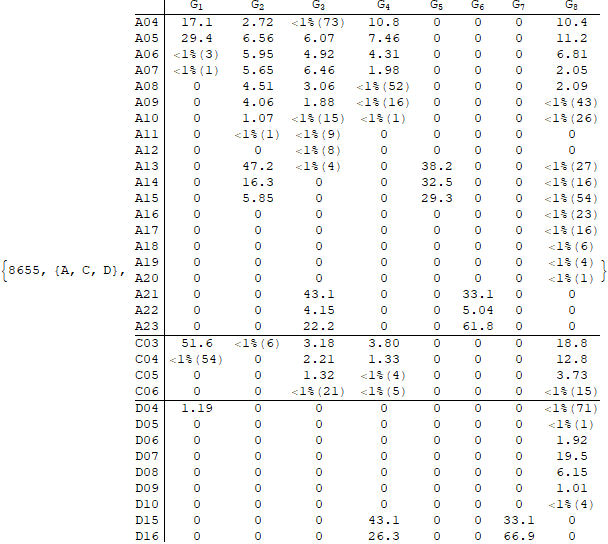 G1 G2 G3 G4 G5 G6 G7 G8
A04 17.1 2.72 <1%(73) 10.8 0 0 0 10.4
A05 29.4 6.56 6.07 7.46 0 0 0 11.2
A06 <1%(3) 5.95 4.92 4.31 0 0 0 6.81
A07 <1%(1) 5.65 6.46 1.98 0 0 0 2.05
A08 0 4.51 3.06 <1%(52) 0 0 0 2.09
A09 0 4.06 1.88 <1%(16) 0 0 0 <1%(43)
A10 0 1.07 <1%(15) <1%(1) 0 0 0 <1%(26)
A11 0 <1%(1) <1%(9) 0 0 0 0 0
A12 0 0 <1%(8) 0 0 0 0 0
A13 0 47.2 <1%(4) 0 38.2 0 0 <1%(27)
A14 0 16.3 0 0 32.5 0 0 <1%(16)
A15 0 5.85 0 0 29.3 0 0 <1%(54)
A16 0 0 0 0 0 0 0 <1%(23)
A17 0 0 0 0 0 0 0 <1%(16)
A18 0 0 0 0 0 0 0 <1%(6)
{8655, {A, C, D}, A19 0 0 0 0 0 0 0 <1%(4) }
A20 0 0 0 0 0 0 0 <1%(1)
A21 0 0 43.1 0 0 33.1 0 0
A22 0 0 4.15 0 0 5.04 0 0
A23 0 0 22.2 0 0 61.8 0 0
C03 51.6 <1%(6) 3.18 3.80 0 0 0 18.8
C04 <1%(54) 0 2.21 1.33 0 0 0 12.8
C05 0 0 1.32 <1%(4) 0 0 0 3.73
C06 0 0 <1%(21) <1%(5) 0 0 0 <1%(15)
D04 1.19 0 0 0 0 0 0 <1%(71)
D05 0 0 0 0 0 0 0 <1%(1)
D06 0 0 0 0 0 0 0 1.92
D07 0 0 0 0 0 0 0 19.5
D08 0 0 0 0 0 0 0 6.15
D09 0 0 0 0 0 0 0 1.01
D10 0 0 0 0 0 0 0 <1%(4)
D15 0 0 0 43.1 0 0 33.1 0
D16 0 0 0 26.3 0 0 66.9 0